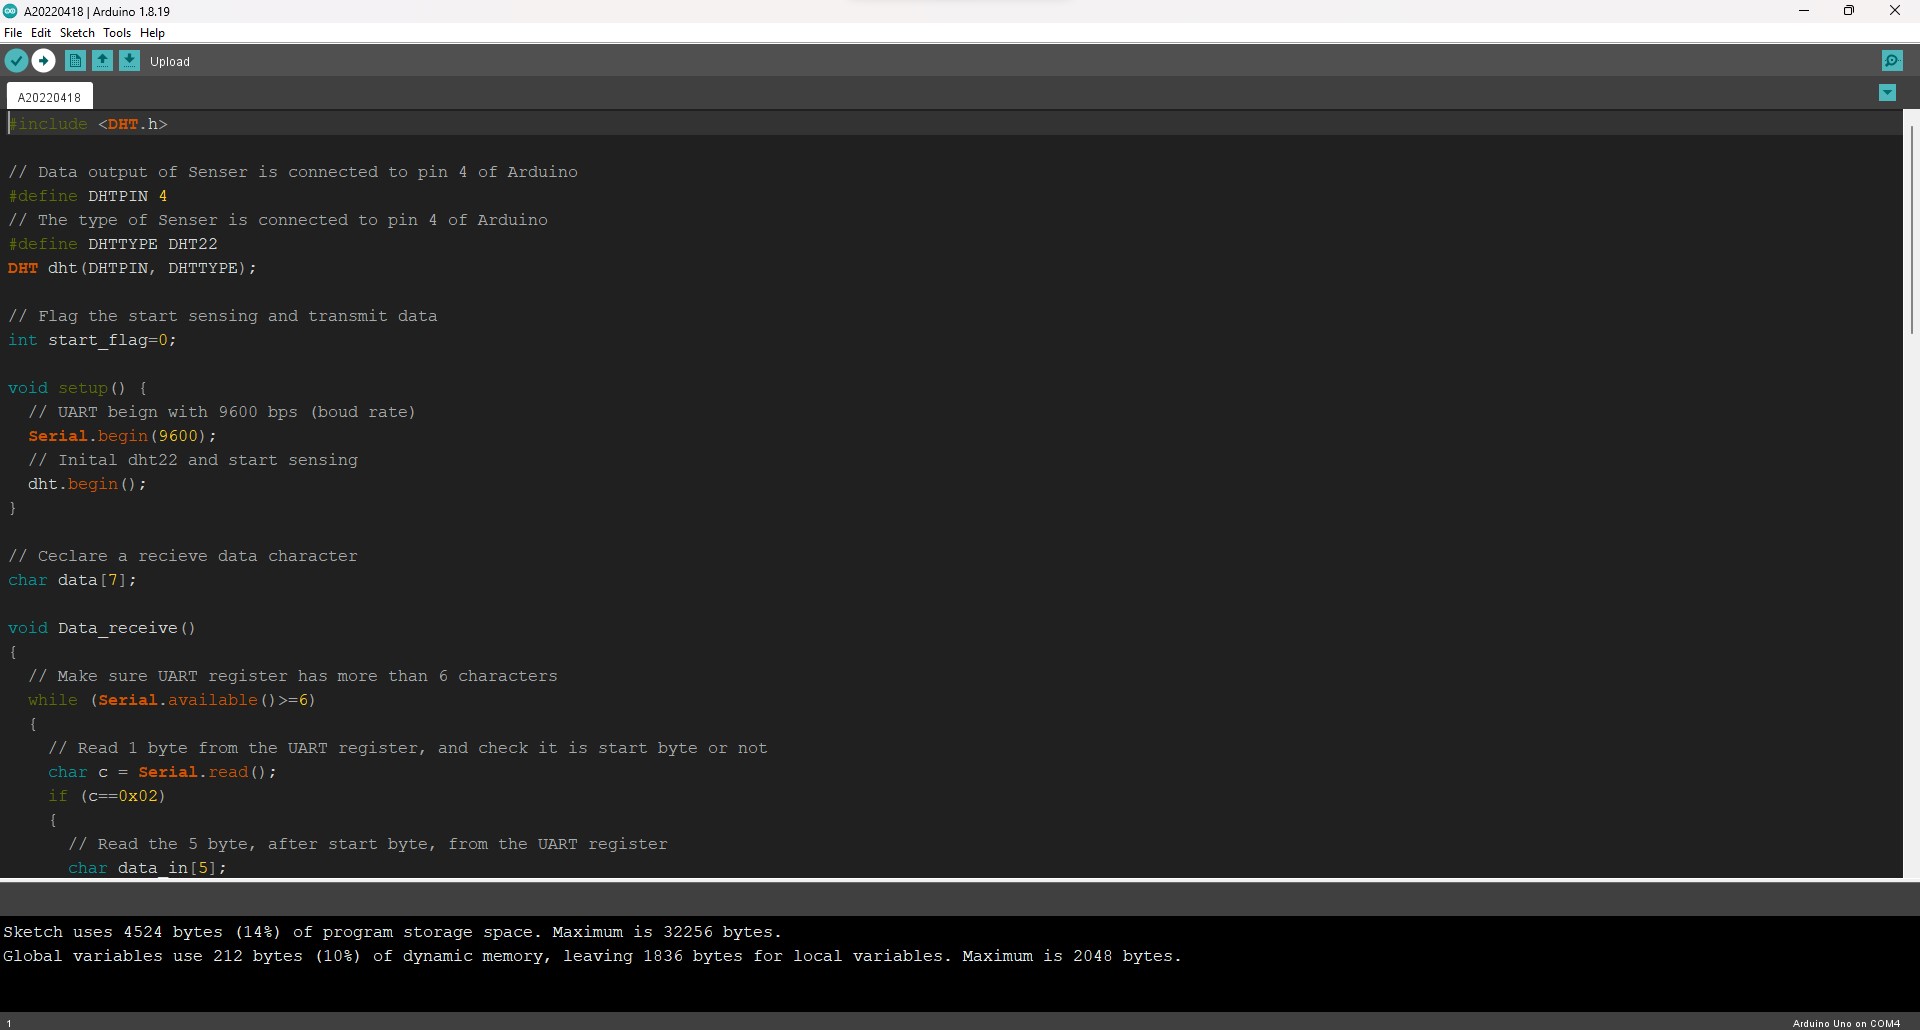 A20220418 | Arduino 1.8.19
File Edit Sketch Tools Help
Upload
A20220418
#include <DHT.h>
// Data output of Senser is connected to pin 4 of Arduino
#define DHTPIN 4
// The type of Senser is connected to pin 4 of Arduino
#define DHTTYPE DHT22
DHT dht(DHTPIN, DHTTYPE);
// Flag the start sensing and transmit data
int start_flag=0;
void setup() {
// UART beign with 9600 bps (boud rate)
Serial.begin(9600);
// Inital dht22 and start sensing
dht.begin();
}
// Ceclare a recieve data character
char data[7];
void Data_receive()
{
// Make sure UART register has more than 6 characters
while (Serial.available()>=6)
{
// Read 1 byte from the UART register, and check it is start byte or not
char c = Serial.read();
if (c==0x02)
{
// Read the 5 byte, after start byte, from the UART register
char data_in[5];
Sketch uses 4524 bytes (14%) of program storage space. Maximum is 32256 bytes.
Global variables use 212 bytes (10%) of dynamic memory, leaving 1836 bytes for local variables. Maximum is 2048 bytes.
1
Arduino Uno on COM4